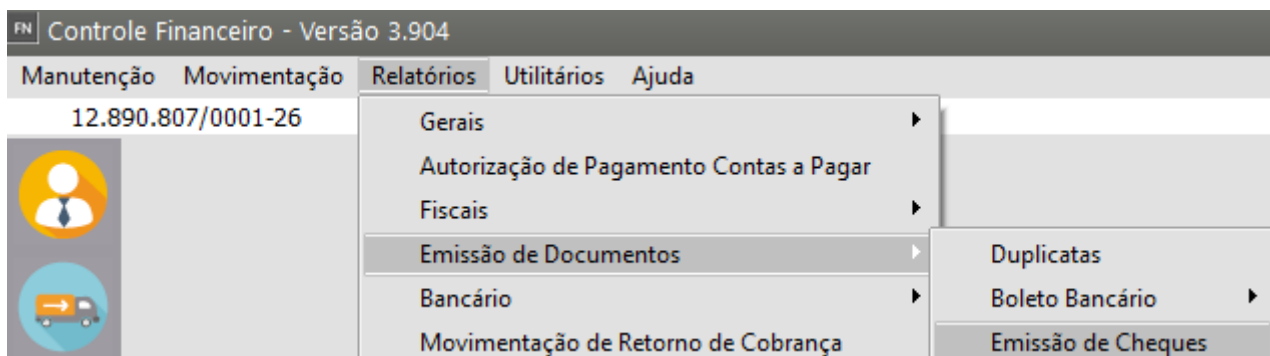 FN Controle Financeiro - Versão 3.904
Manutenção Movimentação Relatórios Utilitários Ajuda
12.890.807/0001-26
Gerais
Autorização de Pagamento Contas a Pagar
Fiscais
Emissão de Documentos
Bancário
Movimentação de Retorno de Cobrança
Duplicatas
Boleto Bancário
Emissão de Cheques